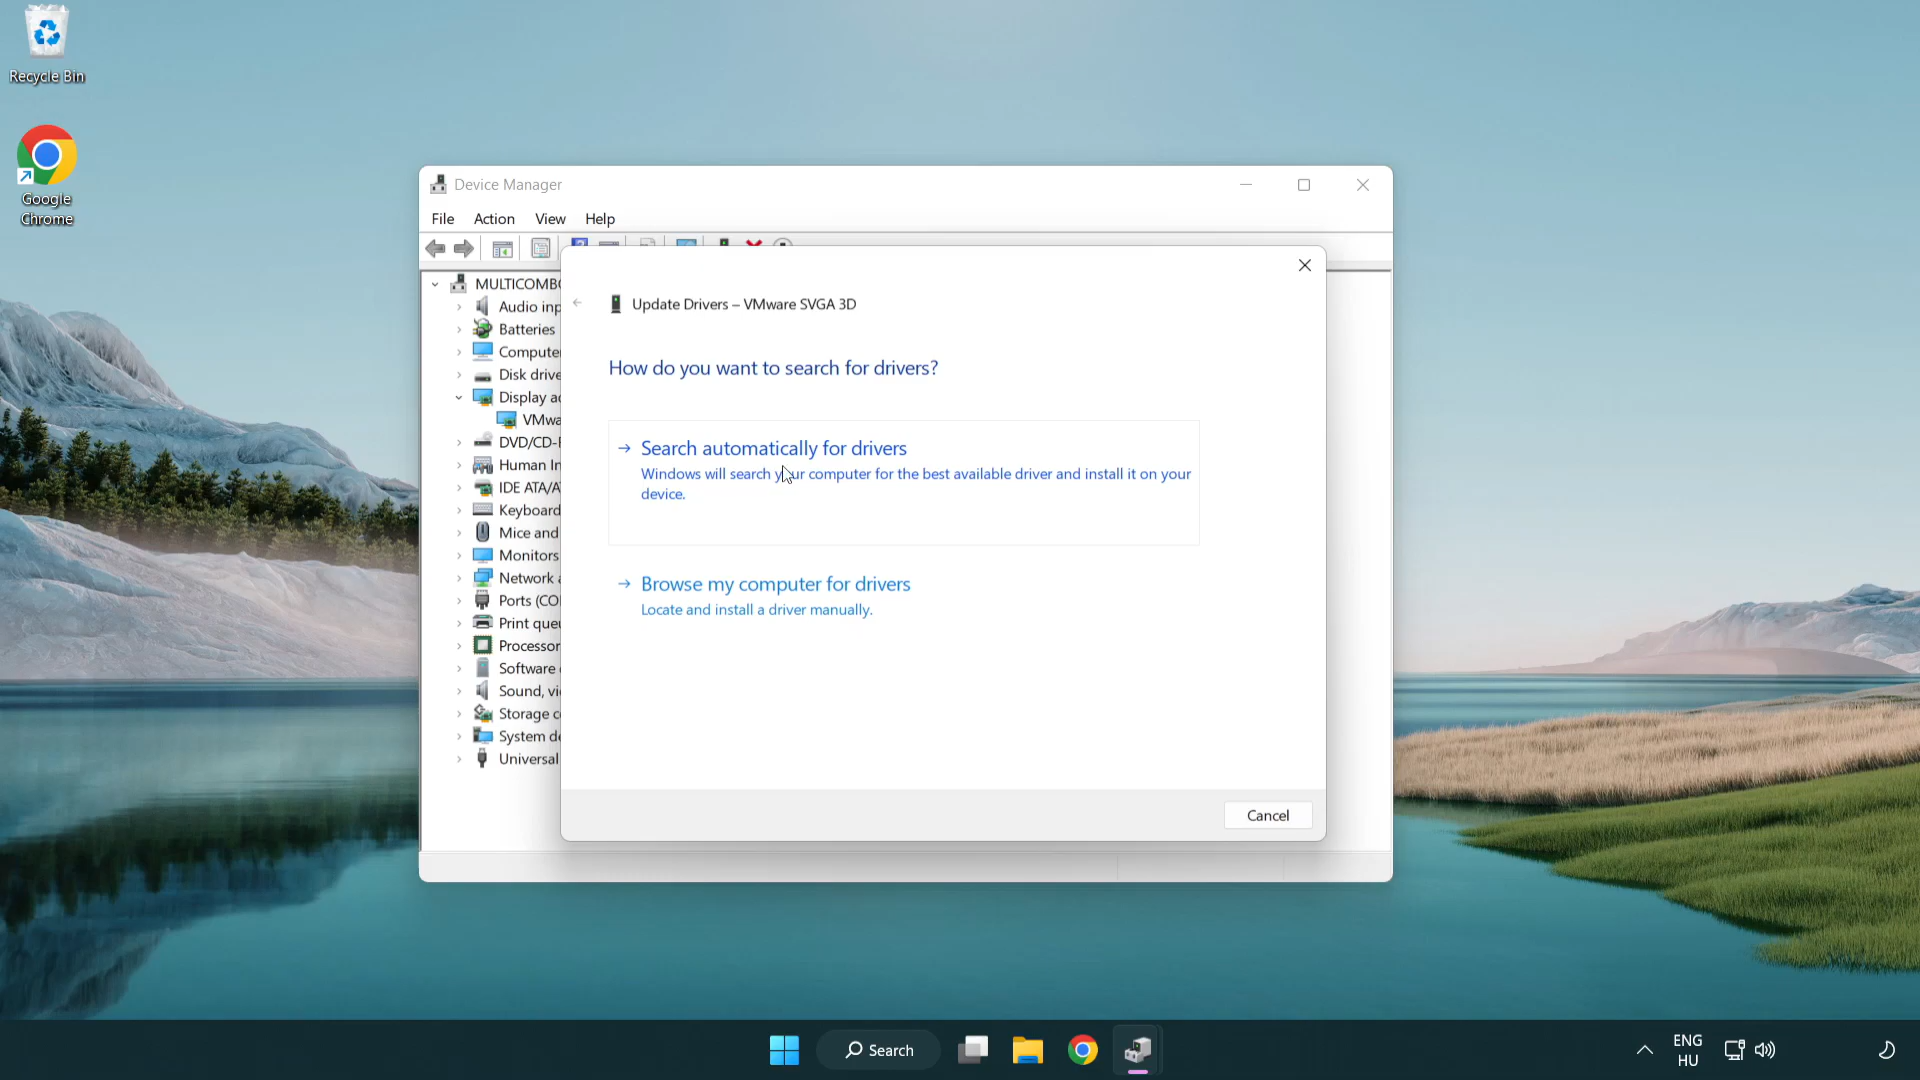 Recycle Bin
Google
Chrome
Device Manager
File Action View Help
MULTICOMBO
Audio inp
Batteries
Compute
Disk drive
Display a
VMwa
DVD/CD-
Human In
IDE ATA/A
Keyboard
Mice and
Monitors
Network
Ports (CO
Print que
Processor
Software
Sound, vi
Storage c
System de
Universal
Update Drivers – VMware SVGA 3D
How do you want to search for drivers?
Search automatically for drivers
Windows will search your computer for the best available driver and install it on your
device.
Browse my computer for drivers
Locate and install a driver manually.
Cancel
Search
ENG
HU